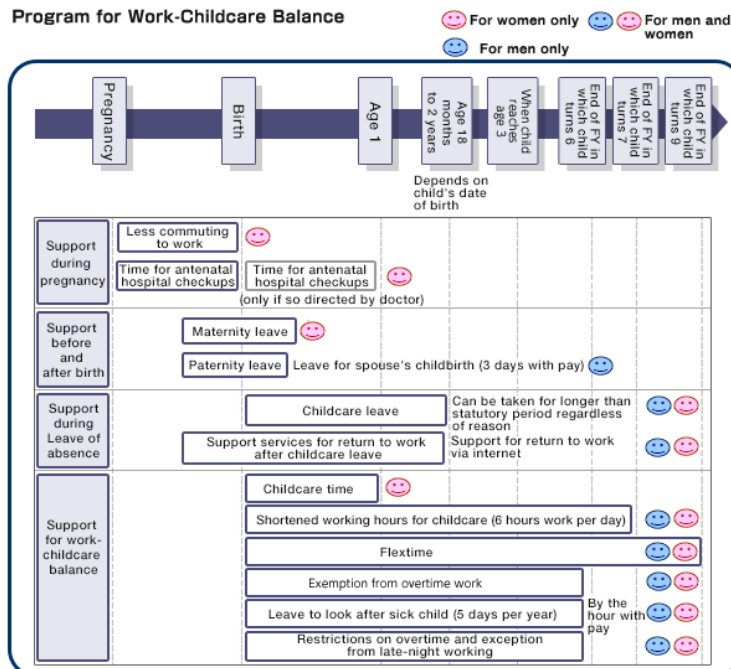 Program for Work-Childcare Balance
For women only
For men and
women
For men only
Pregnancy
Birth
Age 1
Age 18
months
to 2 years
When child
reaches
age 3
End of FY in
which child
turns 6
End of FY in
which child
turns 7
End of FY in
which child
turns 9
Depends on
child's date
of birth
Support
during
pregnancy
Less commuting
to work
Time for antenatal
hospital checkups
Time for antenatal
hospital checkups
(only if so directed by doctor)
Support
before
and
after birth
Maternity leave
Paternity leave
Leave for spouse's childbirth (3 days with pay)
Support
during
Leave of
absence
Childcare leave
Can be taken for longer than
statutory period regardless
of reason
Support services for return to work
after childcare leave
Support for return to work
via internet
Support
for work-
childcare
balance
Childcare time
Shortened working hours for childcare (6 hours work per day)
Flextime
Exemption from overtime work
Leave to look after sick child (5 days per year)
By the
hour with
pay
Restrictions on overtime and exception
from late-night working